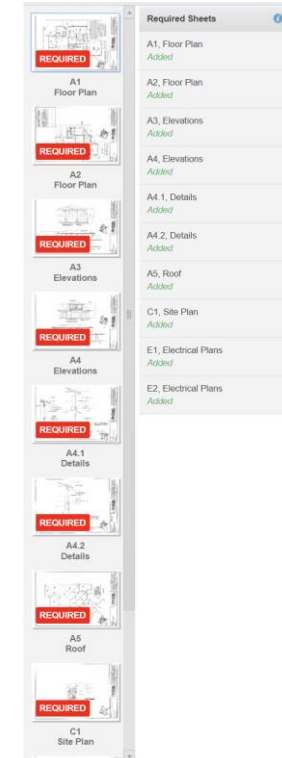 REQUIRED
A1
Floor Plan
REQUIRED
A2
Floor Plan
REQUIRED
A3
Elevations
REQUIRED
A4
Elevations
REQUIRED
A4.1
Details
REQUIRED
A4.2
Details
REQUIRED
A5
Roof
REQUIRED
C1
Site Plan
Required Sheets
A1, Floor Plan
Added
A2, Floor Plan
Added
A3, Elevations
Added
A4, Elevations
Added
A4.1, Details
Added
A4.2, Details
Added
A5, Roof
Added
C1, Site Plan
Added
E1, Electrical Plans
Added
E2, Electrical Plans
Added